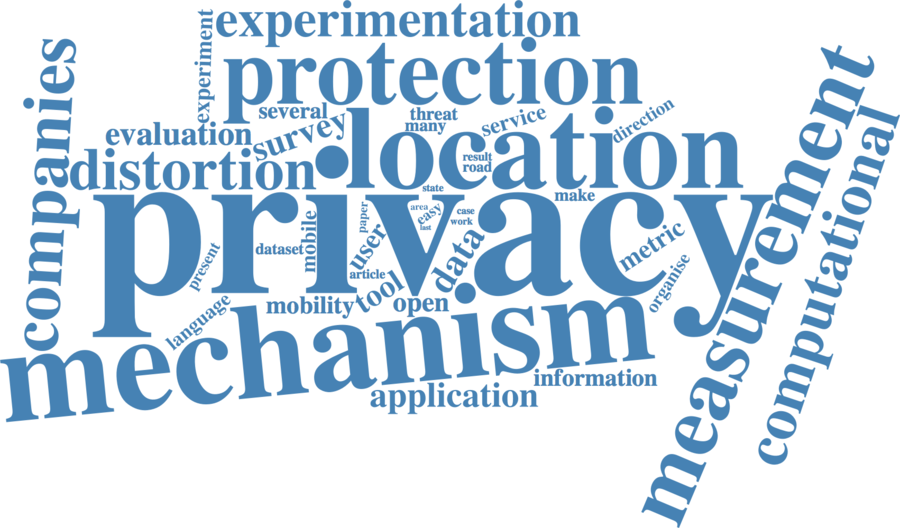 experimentation
experiment
protection
companies
several
threat
many
service
direction
measurement
evaluation
survey
location
computational
distortion
result
road
state
make
privacy
paper
area
easy
last
case
work
mobile
user
dataset
data
metric
present
article
organise
tool
mobility
open
language
mechanism
information
application